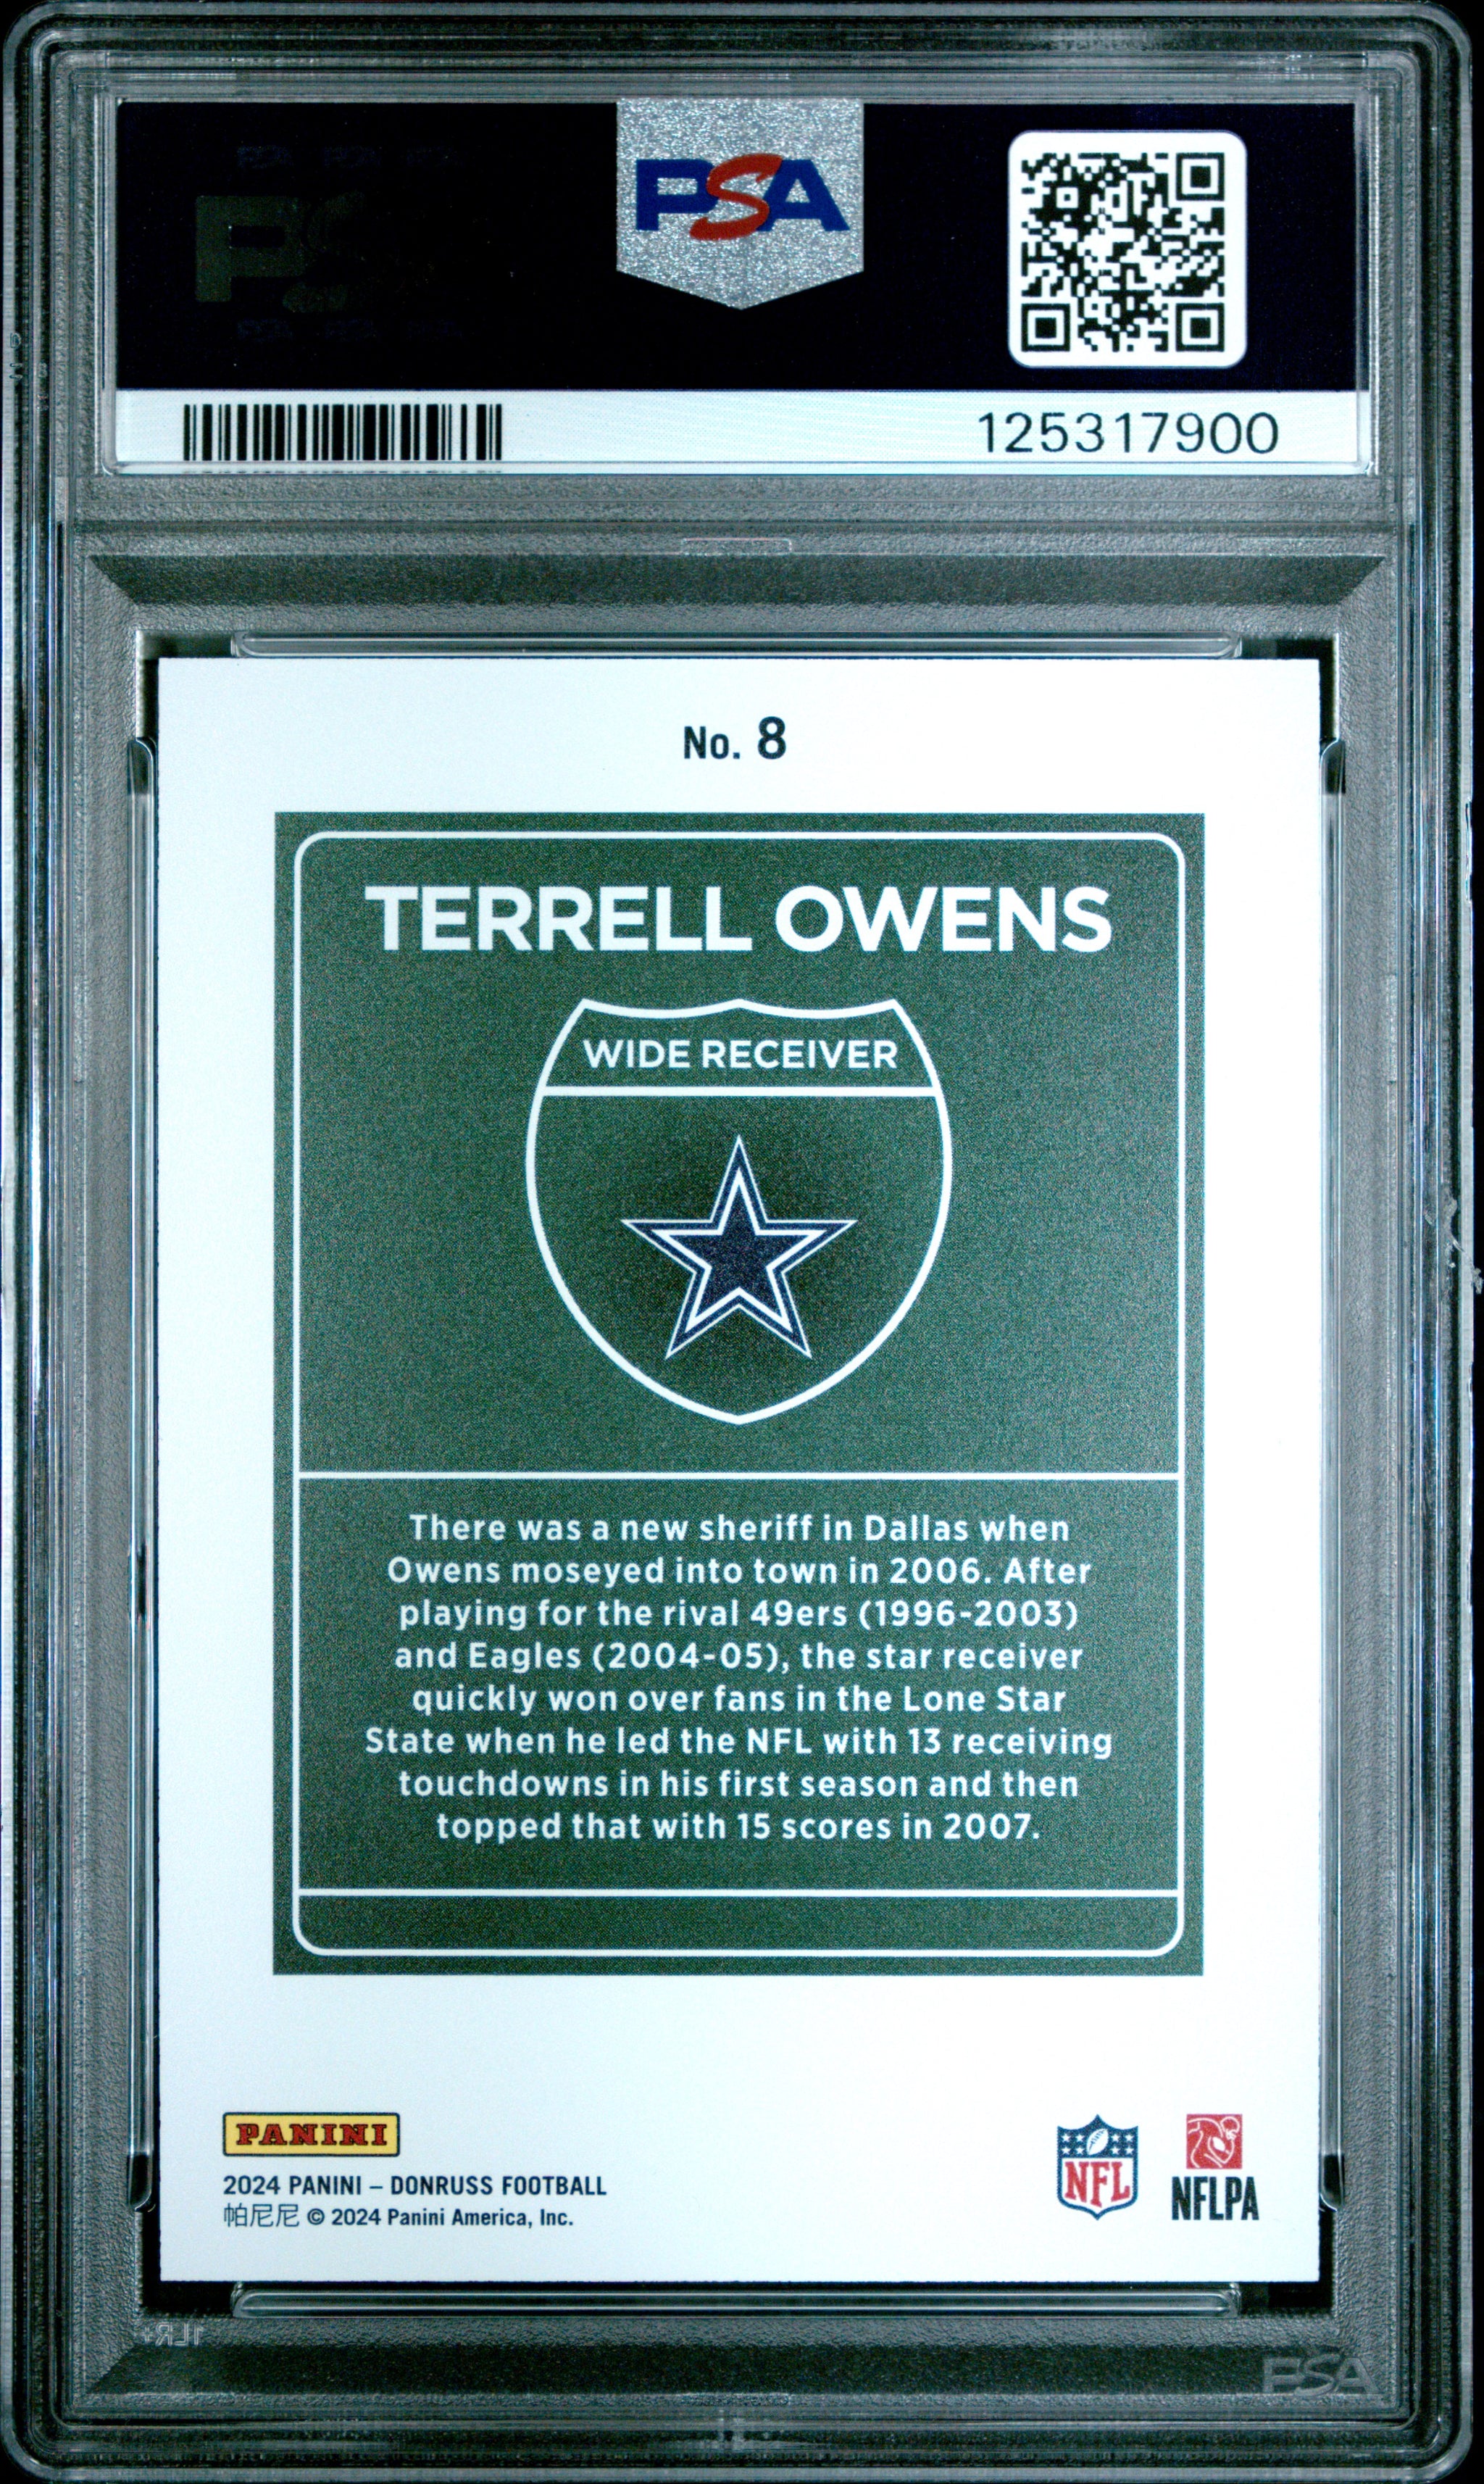 PSA
125317900
No. 8
TERRELL OWENS
WIDE RECEIVER
There was a new sheriff in Dallas when
Owens moseyed into town in 2006. After
playing for the rival 49ers (1996-2003)
and Eagles (2004-05), the star receiver
quickly won over fans in the Lone Star
State when he led the NFL with 13 receiving
touchdowns in his first season and then
topped that with 15 scores in 2007.
PANINI
2024 PANINI – DONRUSS FOOTBALL
帕尼尼 © 2024 Panini America, Inc.
NFL
NFLPA
PSA